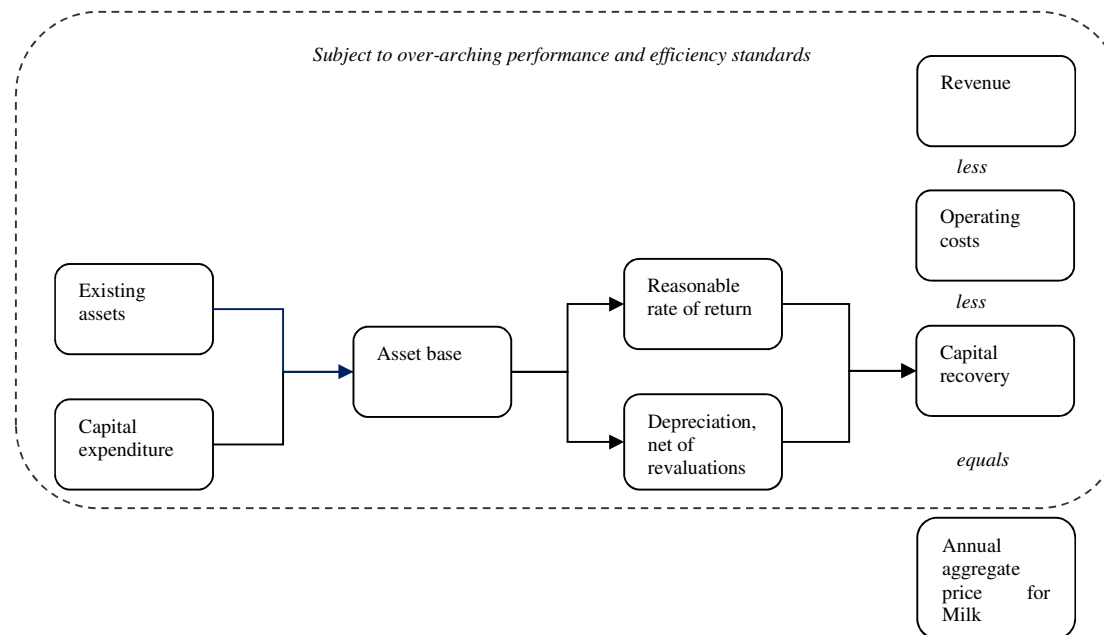 Subject to over-arching performance and efficiency standards
Revenue
less
Operating
costs
less
Existing
assets
Capital
expenditure
Asset base
Reasonable
rate of return
Depreciation,
net of
revaluations
Capital
recovery
equals
Annual
aggregate
price for
Milk